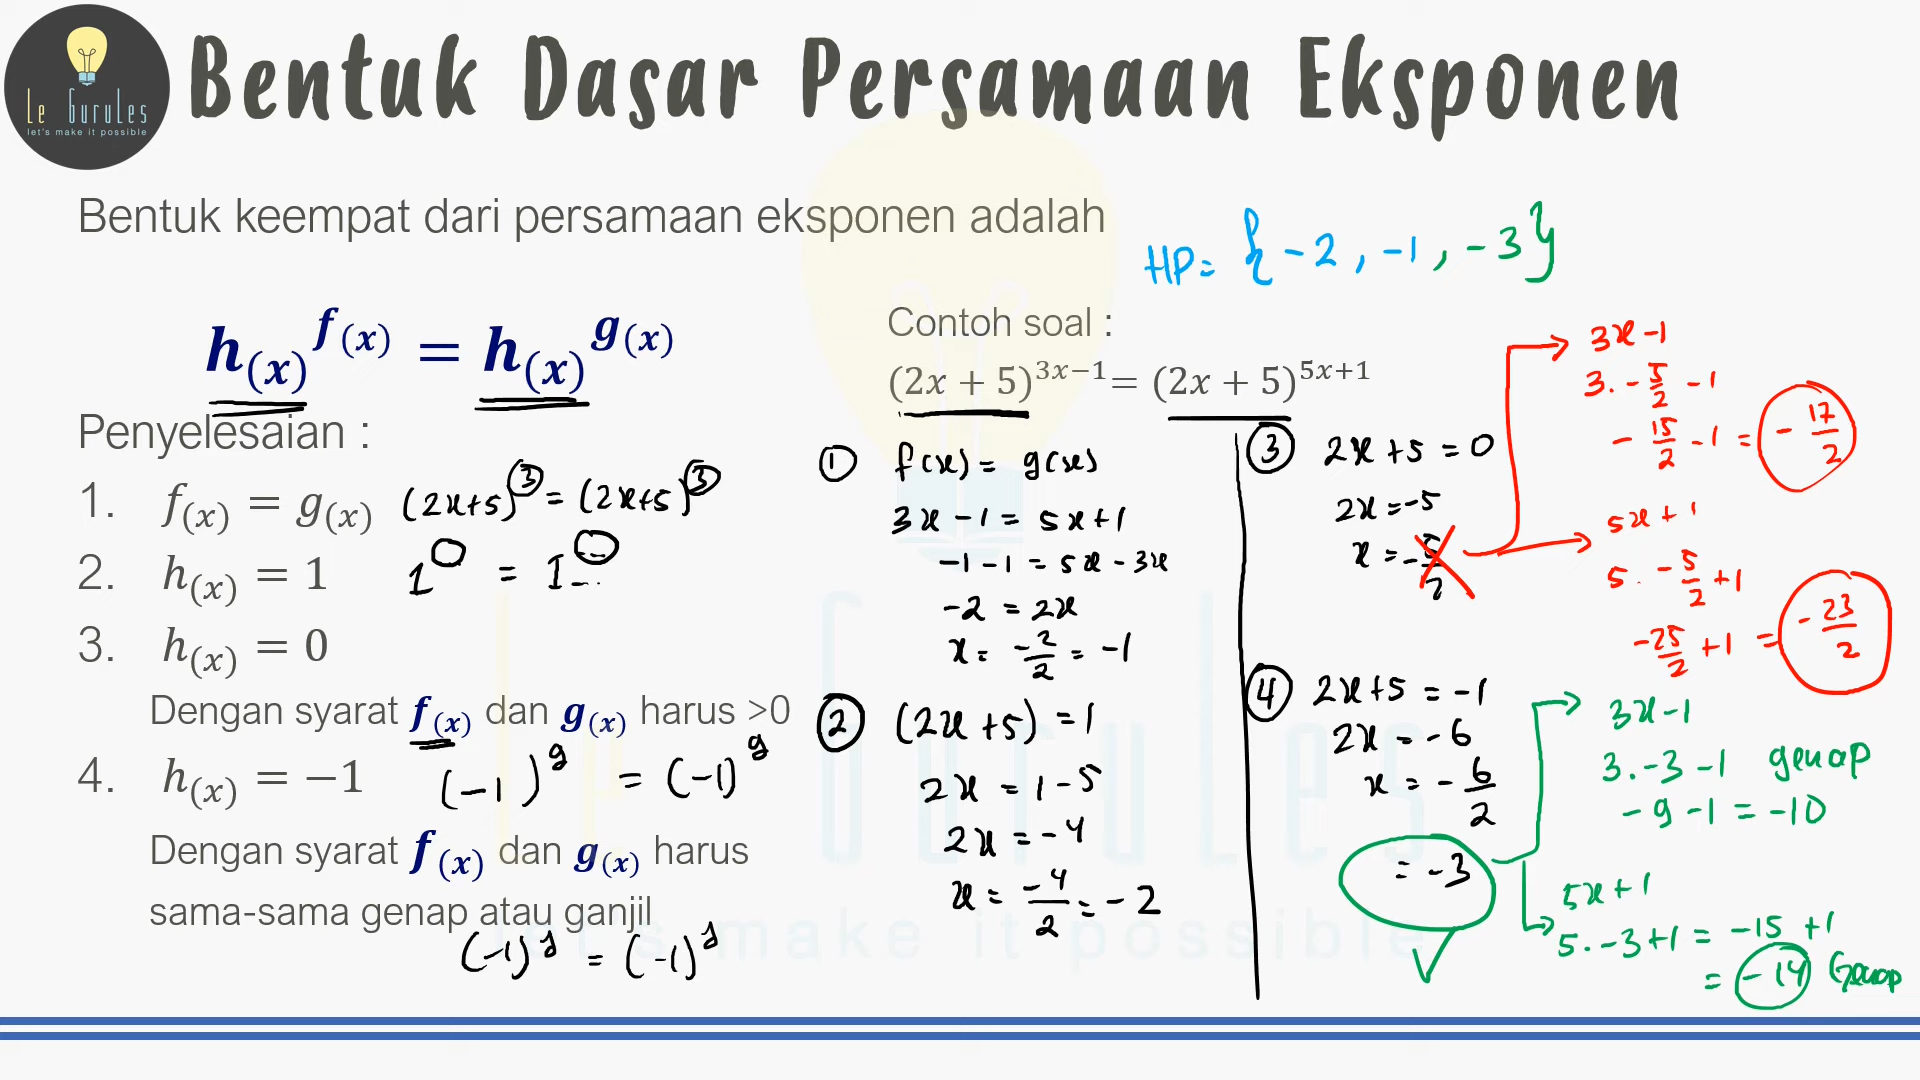 Le GuruLes
let's make it possible
Bentuk Dasar Persamaan Eksponen
Bentuk keempat dari persamaan eksponen adalah
HP = { -2 , -1 , -3 }
h(x)^f(x) = h(x)^g(x)
Penyelesaian :
1. f(x) = g(x) (2x+5)^3 = (2x+5)^3
2. h(x) = 1 1 = 1
3. h(x) = 0
Dengan syarat f(x) dan g(x) harus >0
4. h(x) = −1 (-1)^g = (-1)^g
Dengan syarat f(x) dan g(x) harus
sama-sama genap atau ganjil
(-1) = (-1)
Contoh soal :
(2x + 5)^3x−1 = (2x + 5)^5x+1
① f(x) = g(x)
3x - 1 = 5x + 1
-1 - 1 = 5x - 3x
-2 = 2x
x = -2/2 = -1
② (2x + 5) = 1
2x = 1 - 5
2x = -4
x = -4/2 = -2
③ 2x + 5 = 0
2x = -5
x = -5/2
3x - 1
3 . -5/2 - 1
-15/2 - 1 = -17/2
5x + 1
5 . -5/2 + 1
-25/2 + 1 = -23/2
④ 2x + 5 = -1
2x = -6
x = -6/2
= -3
3x - 1
3 . -3 - 1 genap
-9 - 1 = -10
5x + 1
5 . -3 + 1 = -15 + 1
= -14 Genap
Le GuruLes
let's make it possible